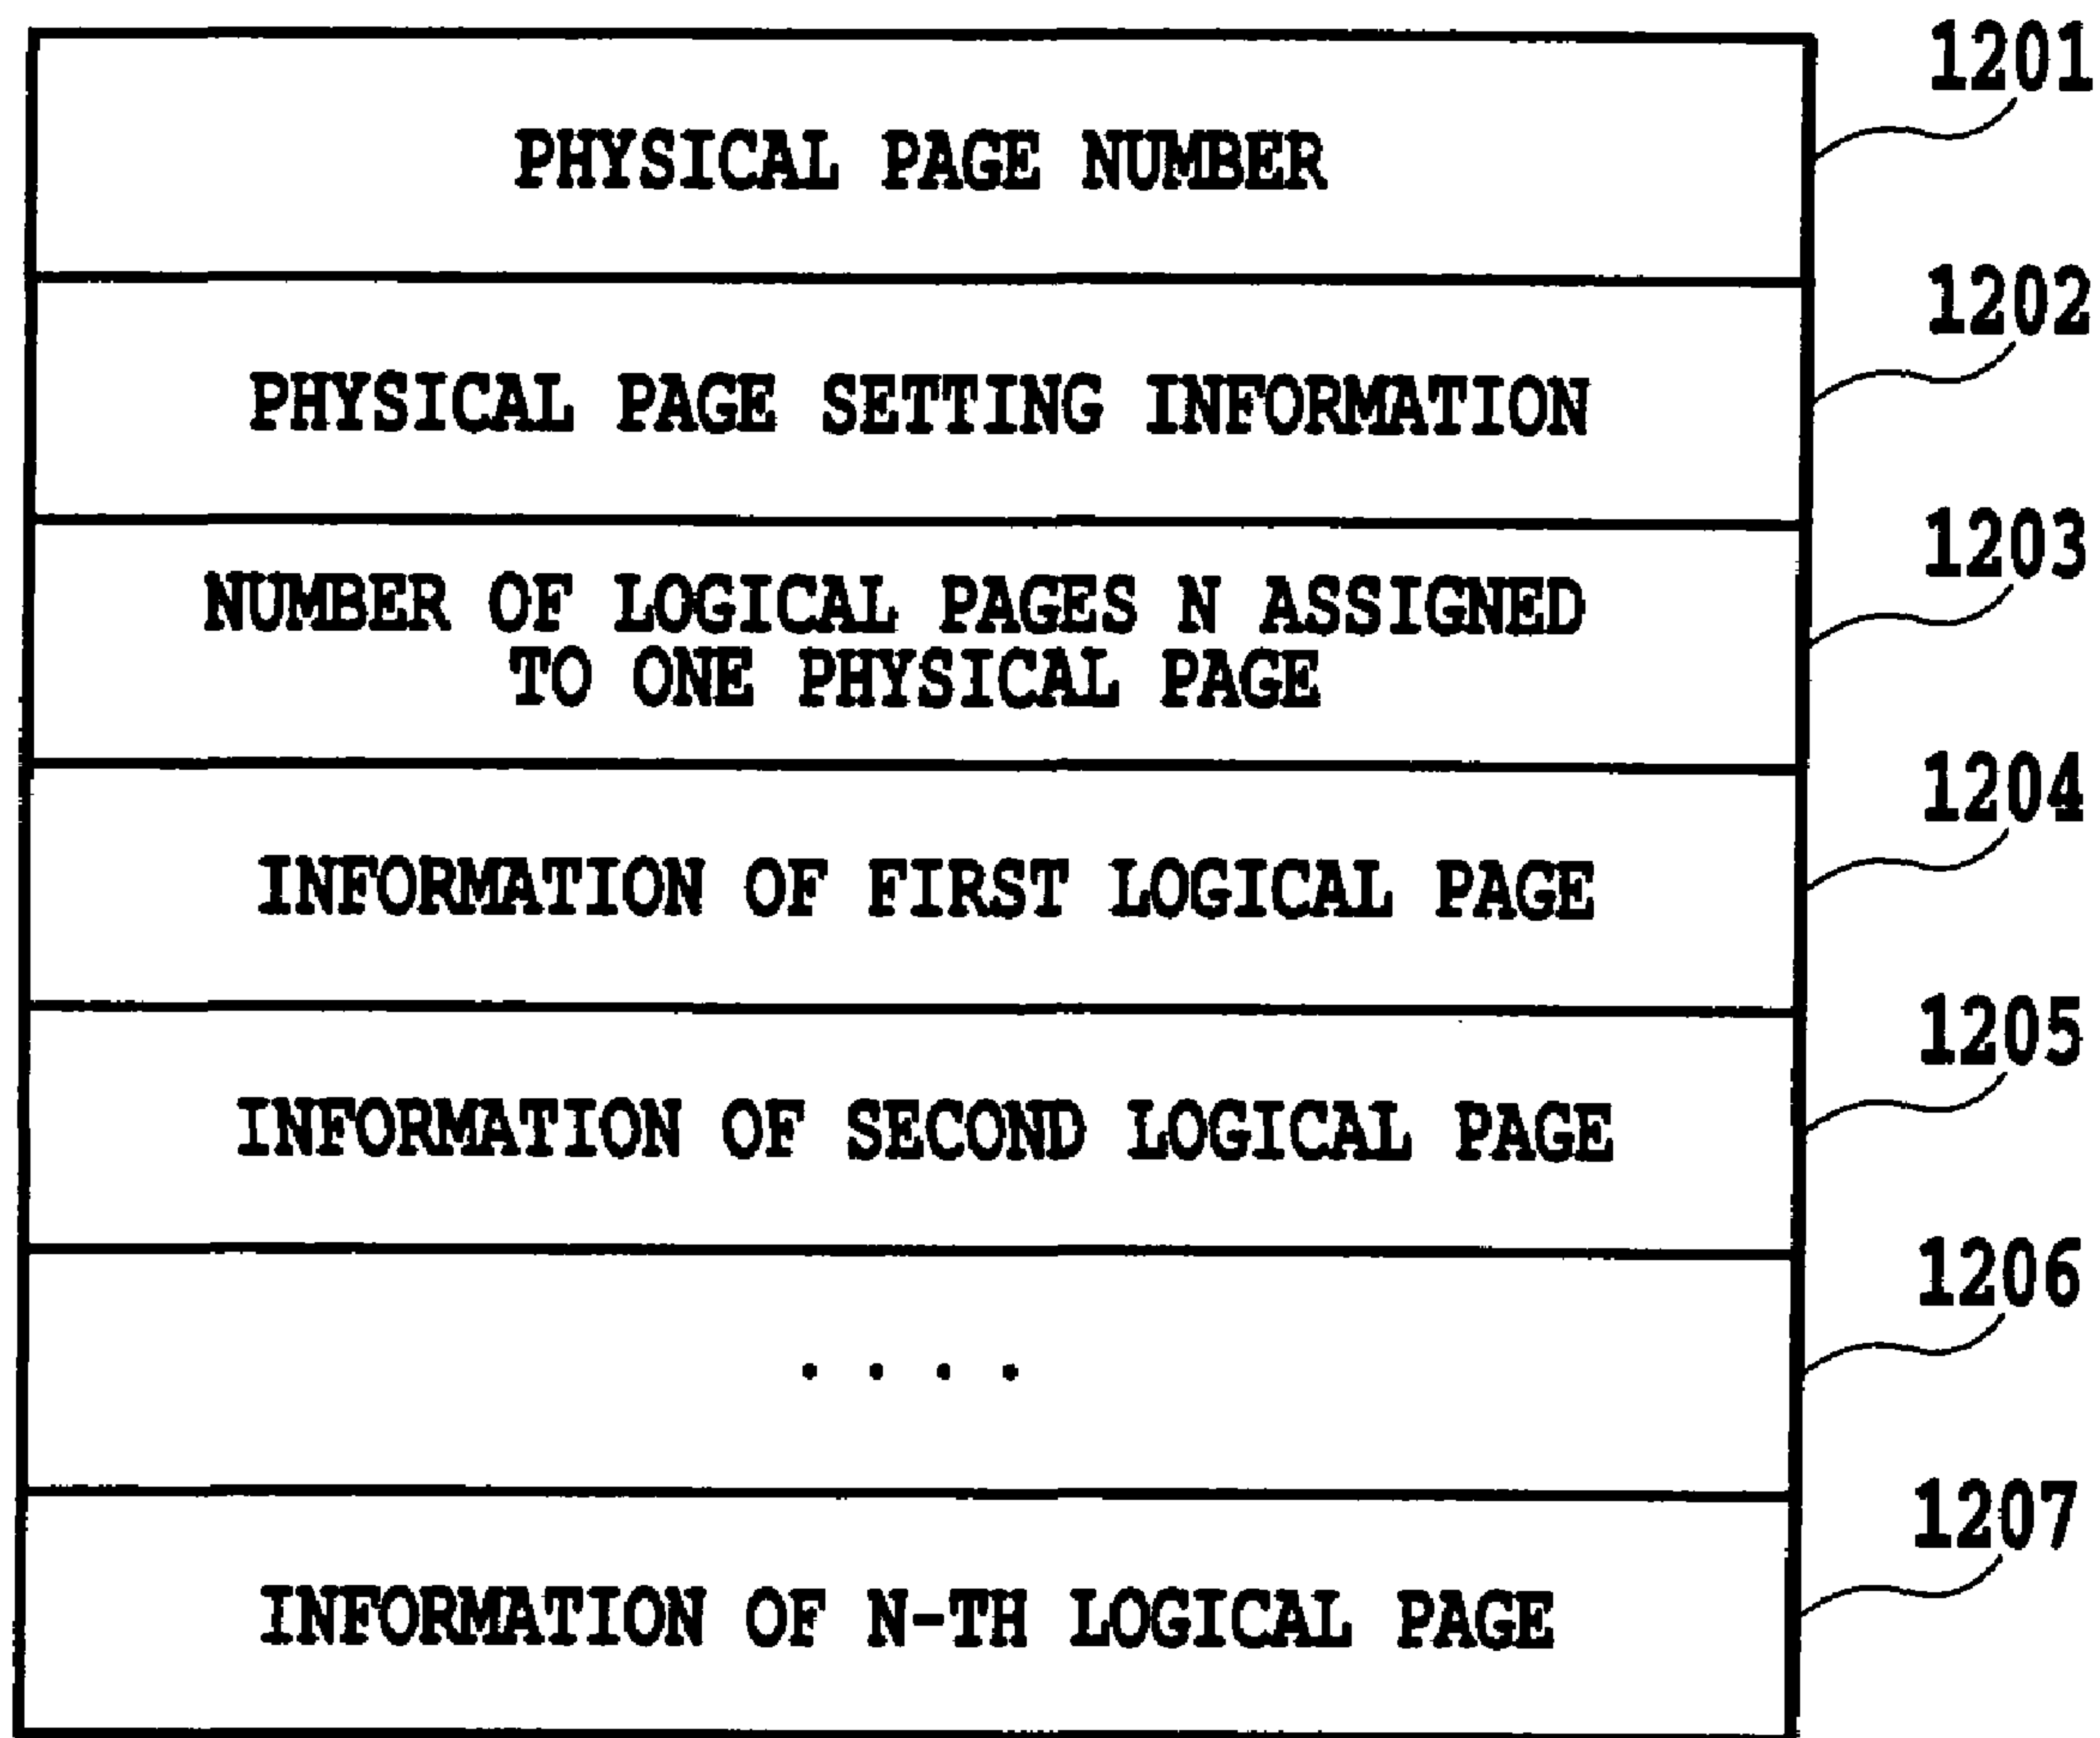 1201
PHYSICAL PAGE NUMBER
1202
PHYSICAL PAGE SETTING INFORMATION
1203
NUMBER OF LOGICAL PAGES N ASSIGNED
TO ONE PHYSICAL PAGE
1204
INFORMATION OF FIRST LOGICAL PAGE
1205
INFORMATION OF SECOND LOGICAL PAGE
1206
. . . .
1207
INFORMATION OF N-TH LOGICAL PAGE